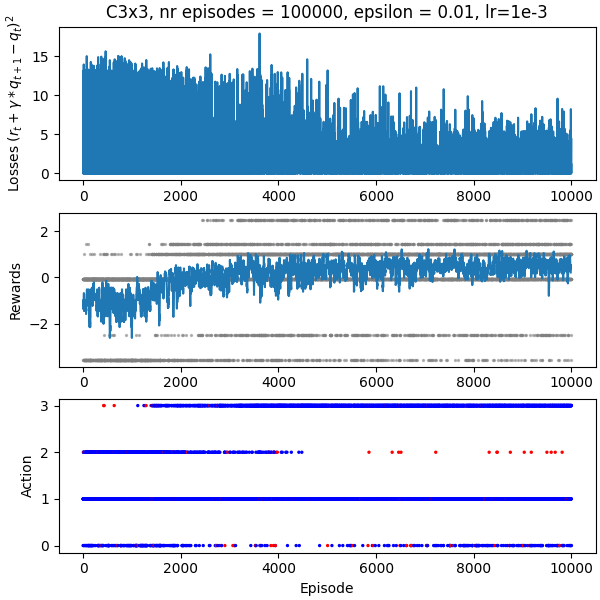 C3x3, nr episodes = 100000, epsilon = 0.01, lr=1e-3
Losses $(r_t + \gamma * q_{t+1} - q_t)^2$
15
10
5
0
0 2000 4000 6000 8000 10000
Rewards
2
0
−2
0 2000 4000 6000 8000 10000
Action
3
2
1
0
0 2000 4000 6000 8000 10000
Episode